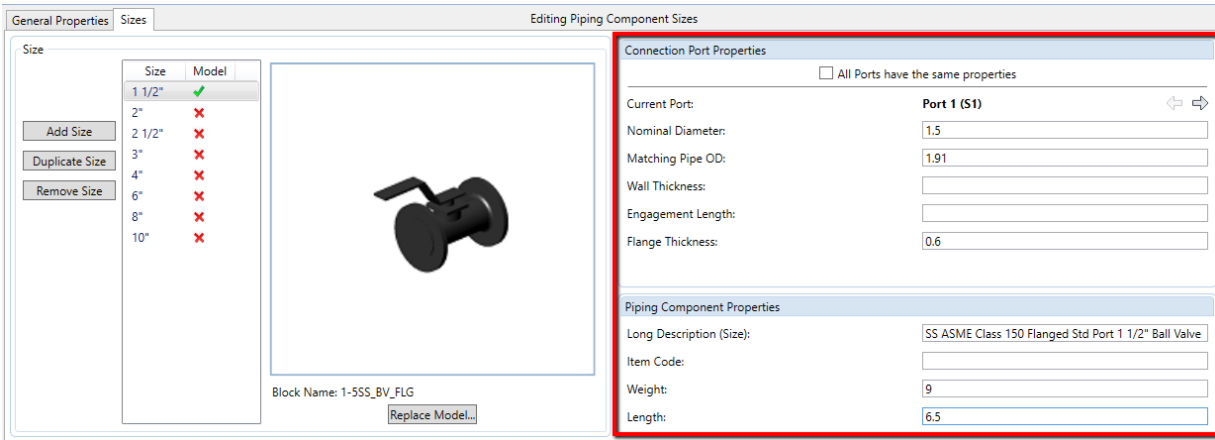 General Properties
Sizes
Editing Piping Component Sizes
Size
Size Model
1 1/2"
2"
2 1/2"
3"
4"
6"
8"
10"
Add Size
Duplicate Size
Remove Size
Block Name: 1-5SS_BV_FLG
Replace Model...
Connection Port Properties
All Ports have the same properties
Current Port: Port 1 (S1)
Nominal Diameter: 1.5
Matching Pipe OD: 1.91
Wall Thickness:
Engagement Length:
Flange Thickness: 0.6
Piping Component Properties
Long Description (Size): SS ASME Class 150 Flanged Std Port 1 1/2" Ball Valve
Item Code:
Weight: 9
Length: 6.5